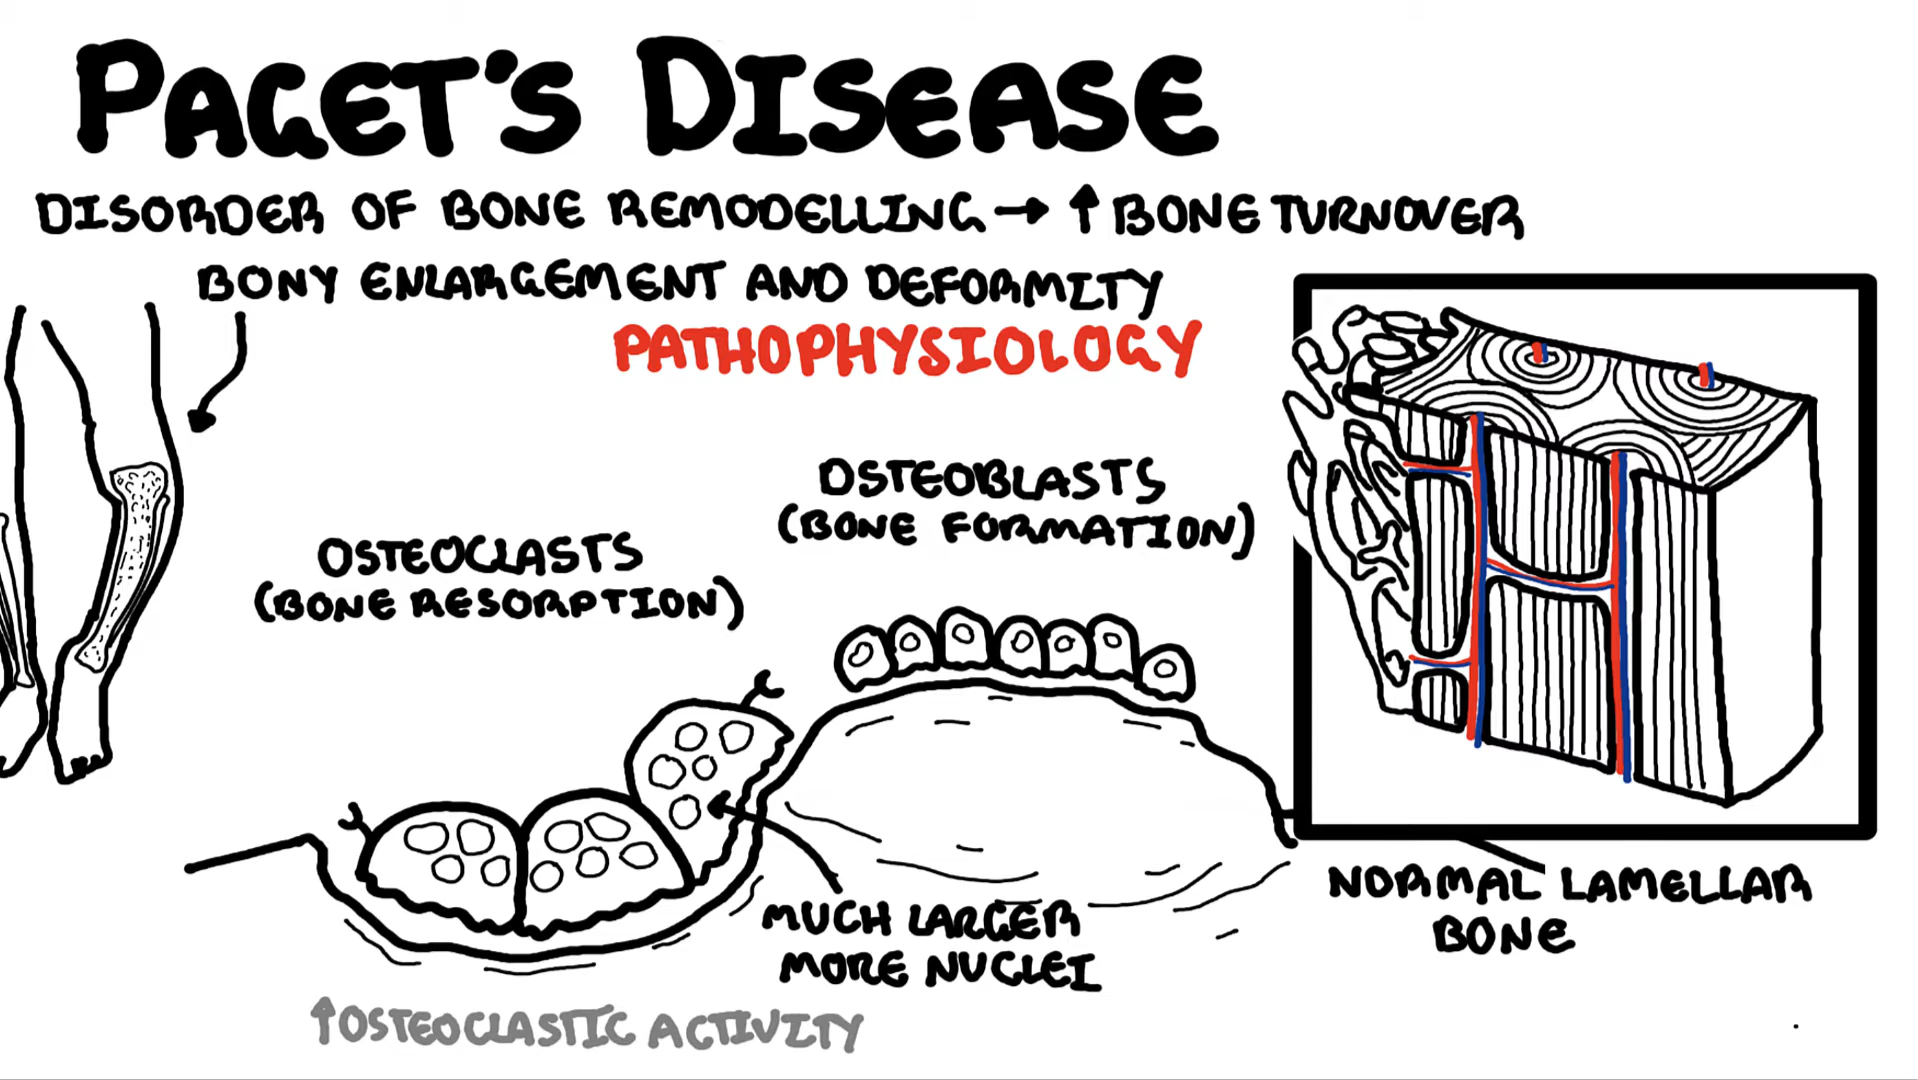 PAGET'S DISEASE
DISORDER OF BONE REMODELLING → ↑ BONE TURNOVER
BONY ENLARGEMENT AND DEFORMITY
PATHOPHYSIOLOGY
OSTEOBLASTS
(BONE FORMATION)
OSTEOCLASTS
(BONE RESORPTION)
MUCH LARGER
MORE NUCLEI
NORMAL LAMELLAR
BONE
↑OSTEOCLASTIC ACTIVITY